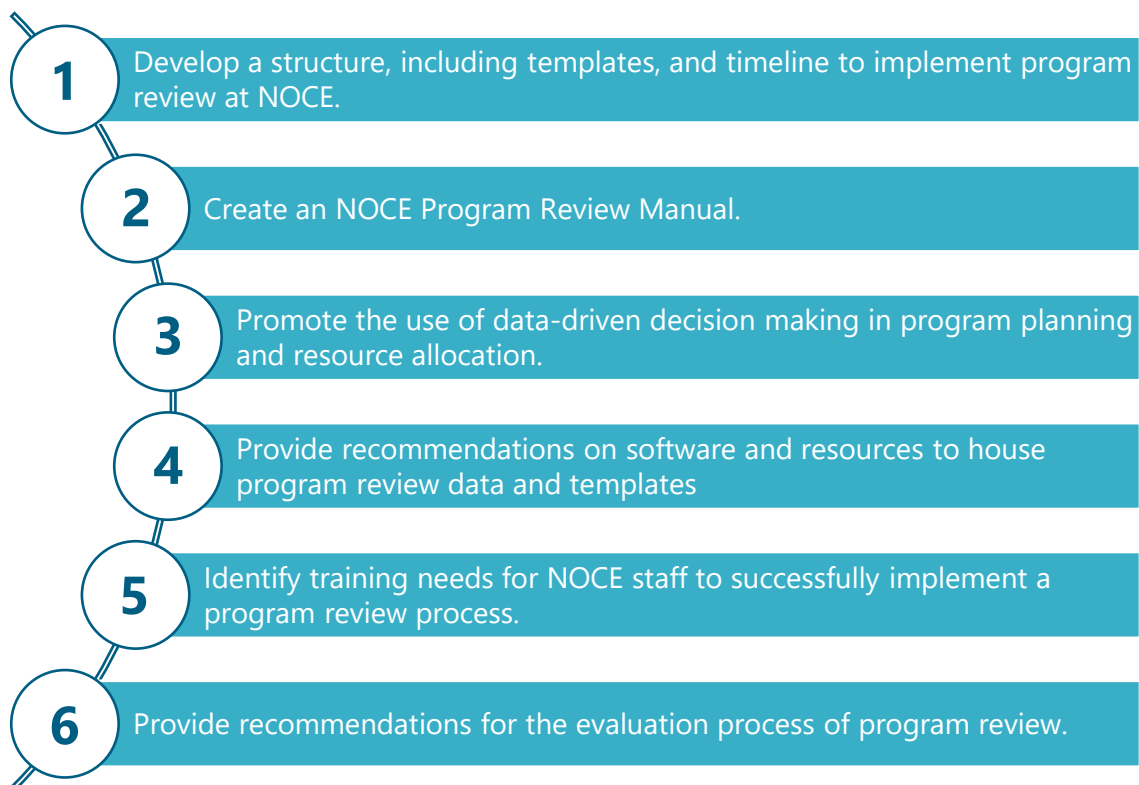 1
Develop a structure, including templates, and timeline to implement program
review at NOCE.
2
Create an NOCE Program Review Manual.
3
Promote the use of data-driven decision making in program planning
and resource allocation.
4
Provide recommendations on software and resources to house
program review data and templates
5
Identify training needs for NOCE staff to successfully implement a
program review process.
6
Provide recommendations for the evaluation process of program review.